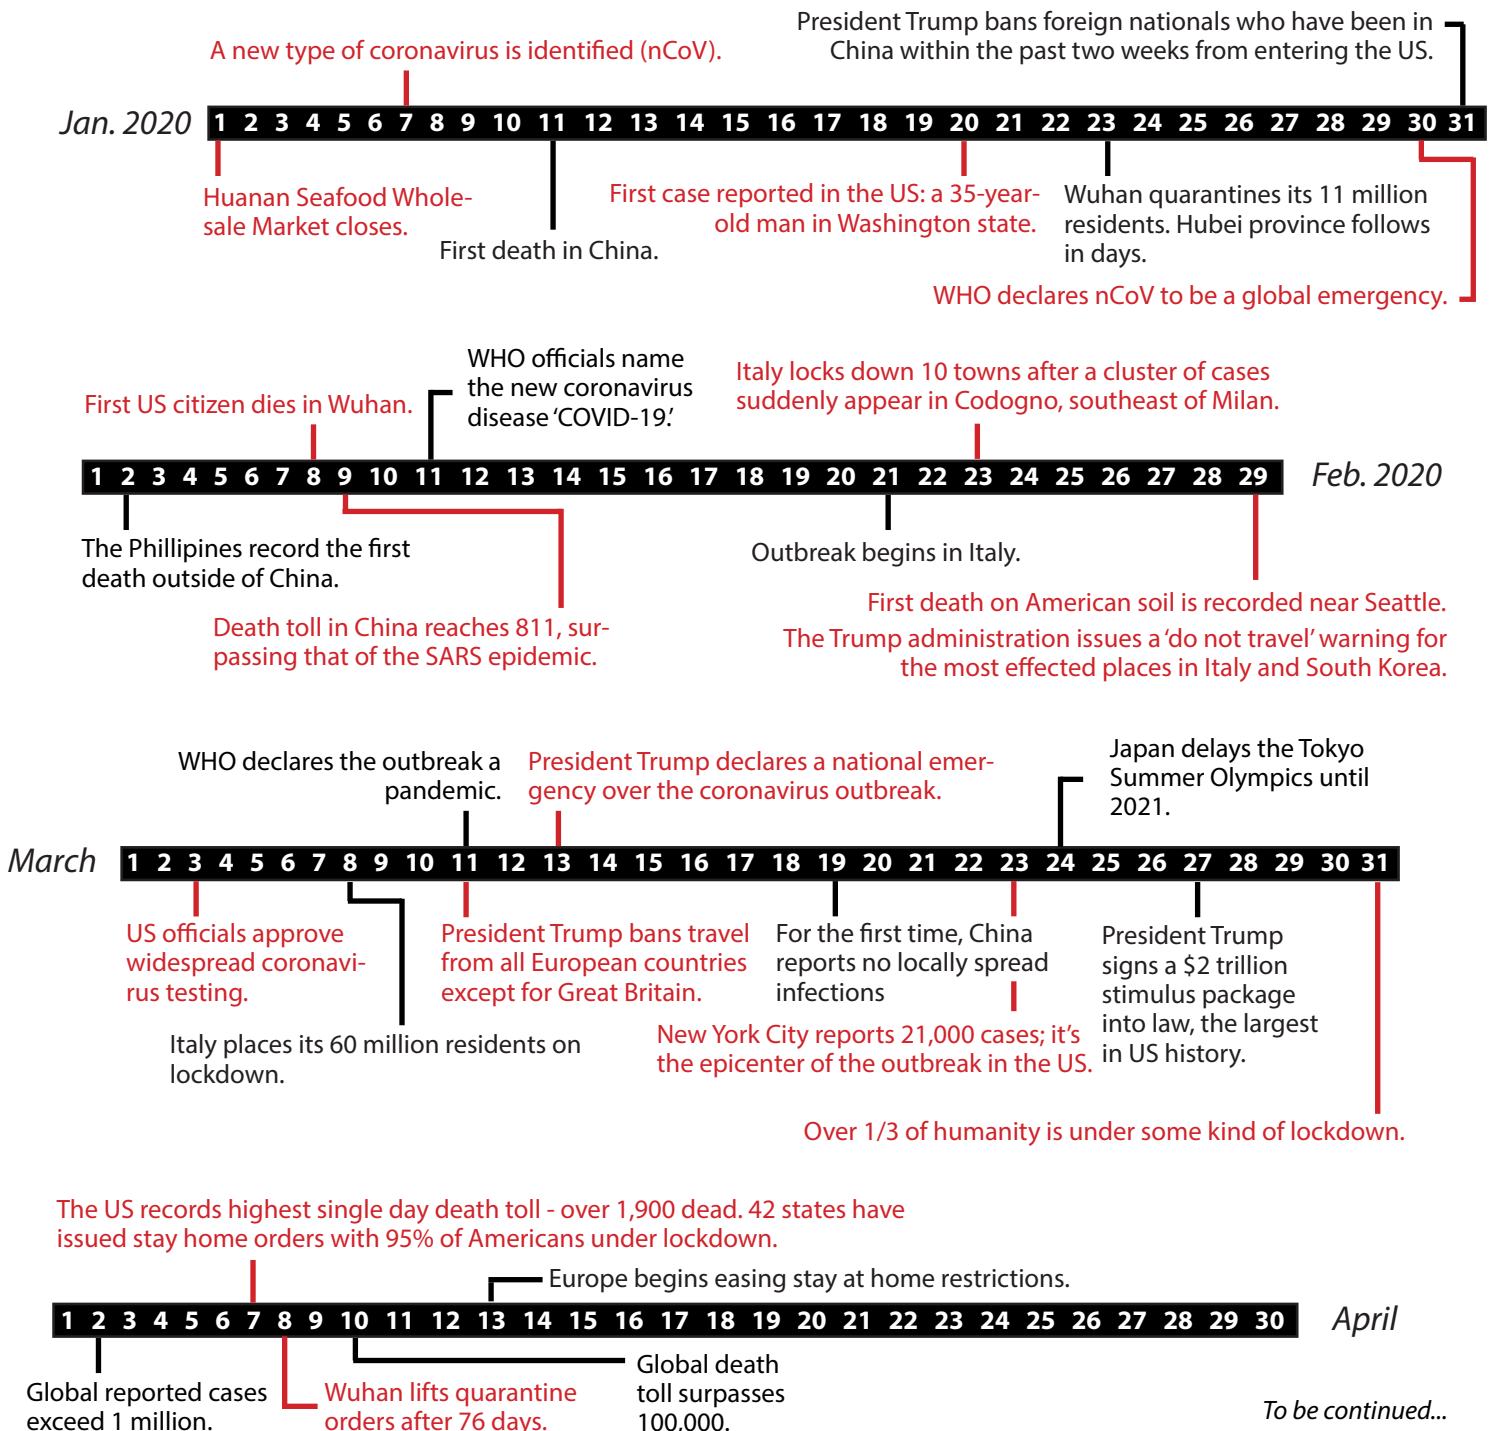 President Trump bans foreign nationals who have been in
China within the past two weeks from entering the US.
A new type of coronavirus is identified (nCoV).
Jan. 2020
1 2 3 4 5 6 7 8 9 10 11 12 13 14 15 16 17 18 19 20 21 22 23 24 25 26 27 28 29 30 31
Huanan Seafood Whole-
sale Market closes.
First death in China.
First case reported in the US: a 35-year-
old man in Washington state.
Wuhan quarantines its 11 million
residents. Hubei province follows
in days.
WHO declares nCoV to be a global emergency.
First US citizen dies in Wuhan.
WHO officials name
the new coronavirus
disease ‘COVID-19.’
Italy locks down 10 towns after a cluster of cases
suddenly appear in Codogno, southeast of Milan.
1 2 3 4 5 6 7 8 9 10 11 12 13 14 15 16 17 18 19 20 21 22 23 24 25 26 27 28 29
Feb. 2020
The Phillipines record the first
death outside of China.
Death toll in China reaches 811, sur-
passing that of the SARS epidemic.
Outbreak begins in Italy.
First death on American soil is recorded near Seattle.
The Trump administration issues a ‘do not travel’ warning for
the most effected places in Italy and South Korea.
WHO declares the outbreak a
pandemic.
President Trump declares a national emer-
gency over the coronavirus outbreak.
Japan delays the Tokyo
Summer Olympics until
2021.
March
1 2 3 4 5 6 7 8 9 10 11 12 13 14 15 16 17 18 19 20 21 22 23 24 25 26 27 28 29 30 31
US officials approve
widespread coronavi-
rus testing.
Italy places its 60 million residents on
lockdown.
President Trump bans travel
from all European countries
except for Great Britain.
For the first time, China
reports no locally spread
infections
New York City reports 21,000 cases; it’s
the epicenter of the outbreak in the US.
President Trump
signs a $2 trillion
stimulus package
into law, the largest
in US history.
Over 1/3 of humanity is under some kind of lockdown.
The US records highest single day death toll - over 1,900 dead. 42 states have
issued stay home orders with 95% of Americans under lockdown.
Europe begins easing stay at home restrictions.
1 2 3 4 5 6 7 8 9 10 11 12 13 14 15 16 17 18 19 20 21 22 23 24 25 26 27 28 29 30
April
Global reported cases
exceed 1 million.
Wuhan lifts quarantine
orders after 76 days.
Global death
toll surpasses
100,000.
To be continued...